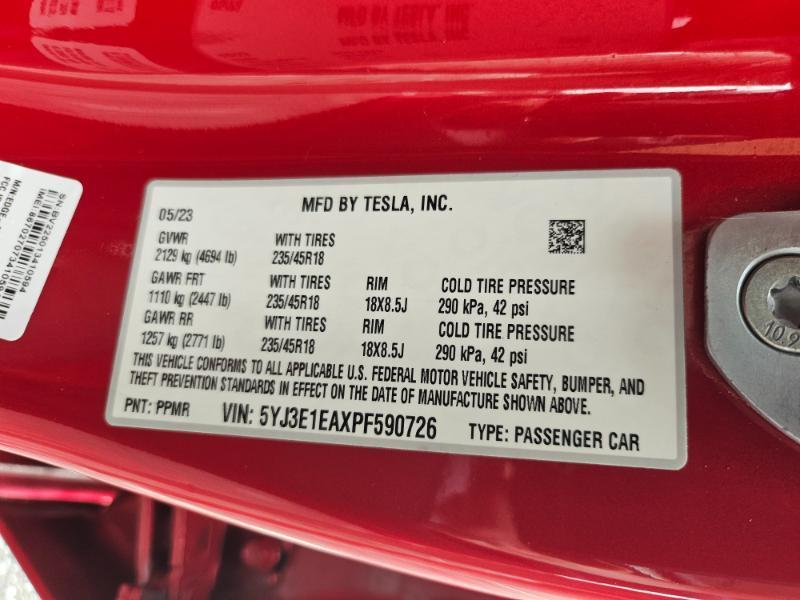 MFD BY TESLA, INC.
05/23
GVWR WITH TIRES
2129 kg (4694 lb) 235/45R18
GAWR FRT WITH TIRES RIM COLD TIRE PRESSURE
1110 kg (2447 lb) 235/45R18 18X8.5J 290 kPa, 42 psi
GAWR RR WITH TIRES RIM COLD TIRE PRESSURE
1257 kg (2771 lb) 235/45R18 18X8.5J 290 kPa, 42 psi
THIS VEHICLE CONFORMS TO ALL APPLICABLE U.S. FEDERAL MOTOR VEHICLE SAFETY, BUMPER, AND
THEFT PREVENTION STANDARDS IN EFFECT ON THE DATE OF MANUFACTURE SHOWN ABOVE.
PNT: PPMR VIN: 5YJ3E1EAXPF590726 TYPE: PASSENGER CAR
SN: BV225013410594
10.9